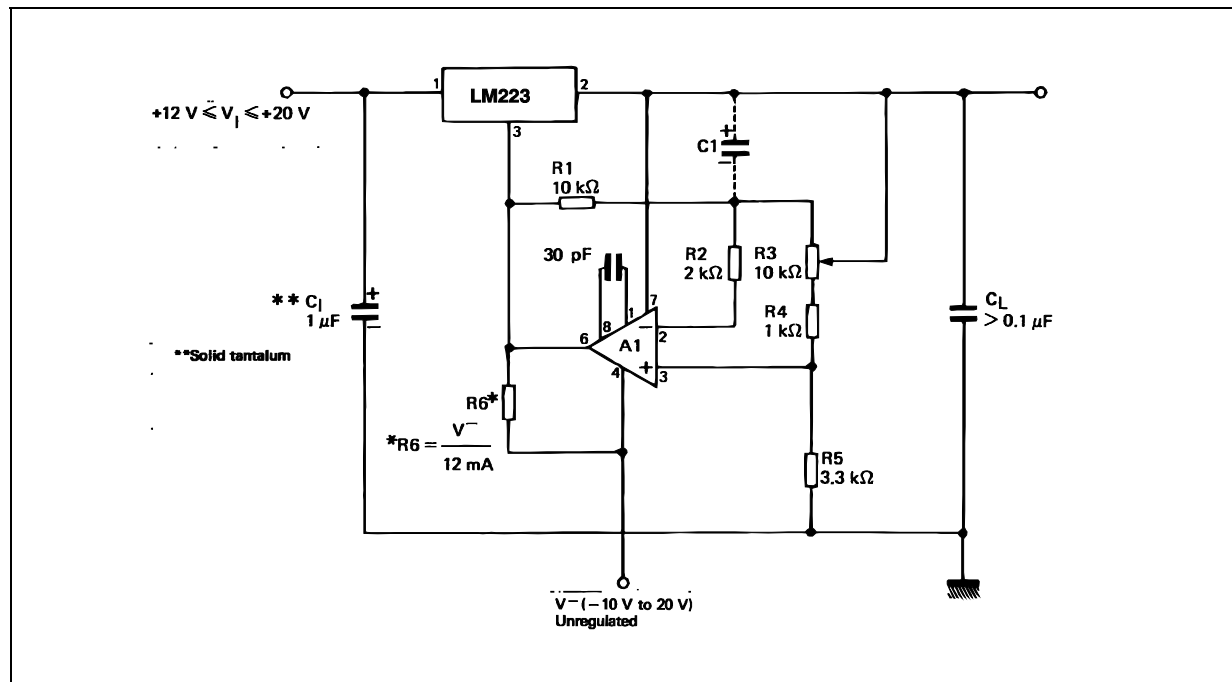 1
LM223
2
+12 V ⩽ V_I ⩽ +20 V
3
C1
+
−
R1
10 kΩ
30 pF
R2
2 kΩ
R3
10 kΩ
** C_I
1 μF
+
−
R4
1 kΩ
C_L
> 0.1 μF
**Solid tantalum
6
8
1
7
−
2
A1
+
3
4
R6*
*R6 = V⁻
12 mA
R5
3.3 kΩ
V⁻ (−10 V to 20 V)
Unregulated